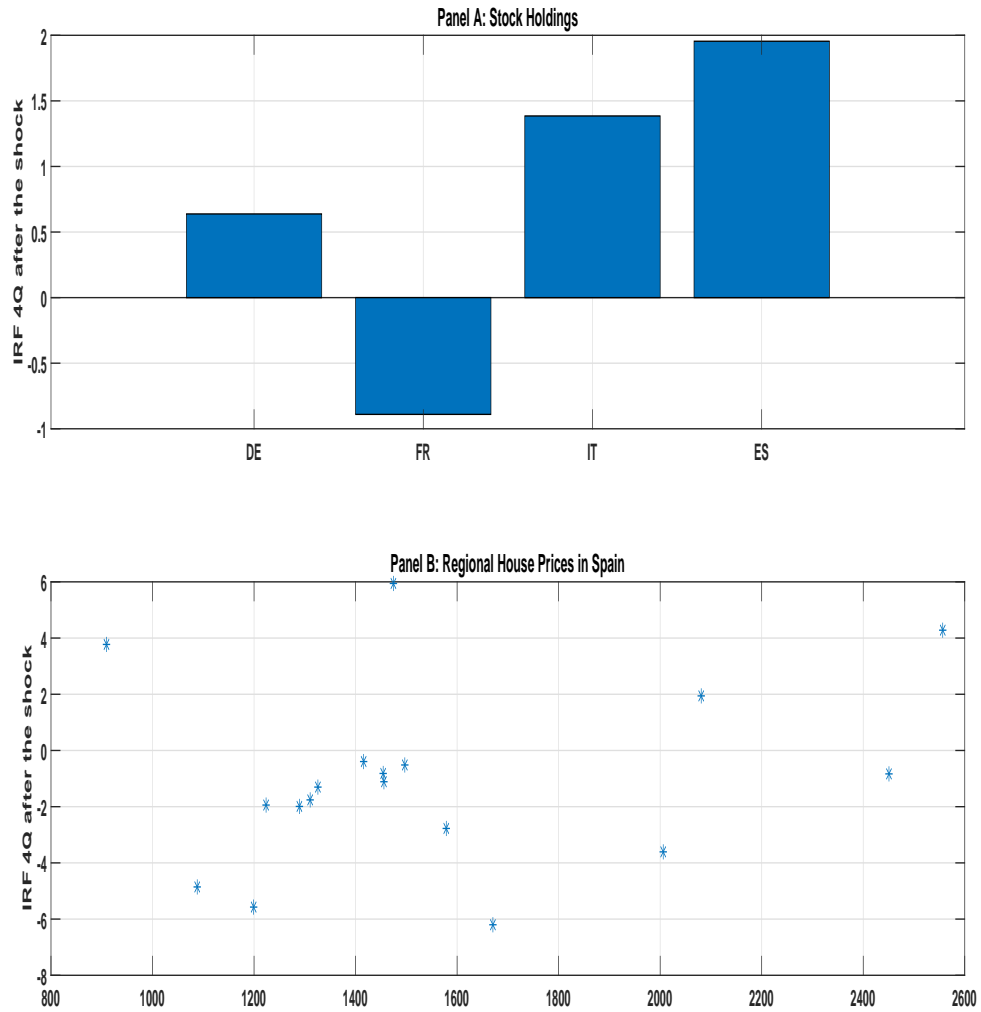 Panel A: Stock Holdings
IRF 4Q after the shock
2
1.5
1
0.5
0
-0.5
-1
DE FR IT ES
Panel B: Regional House Prices in Spain
IRF 4Q after the shock
6
4
2
0
-2
-4
-6
-8
800 1000 1200 1400 1600 1800 2000 2200 2400 2600